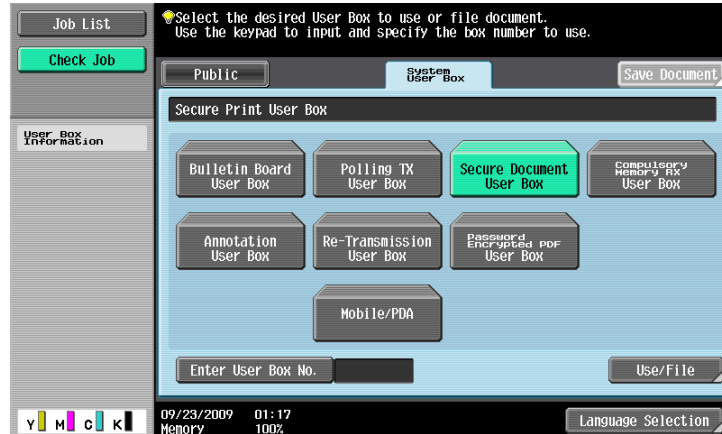 Job List
Check Job
User Box
Information
Select the desired User Box to use or file document.
Use the keypad to input and specify the box number to use.
Public
System
User Box
Save Document
Secure Print User Box
Bulletin Board
User Box
Polling TX
User Box
Secure Document
User Box
Compulsory
Memory RX
User Box
Annotation
User Box
Re-Transmission
User Box
Password
Encrypted PDF
User Box
Mobile/PDA
Enter User Box No.
Use/File
Y M C K
09/23/2009 01:17
Memory 100%
Language Selection